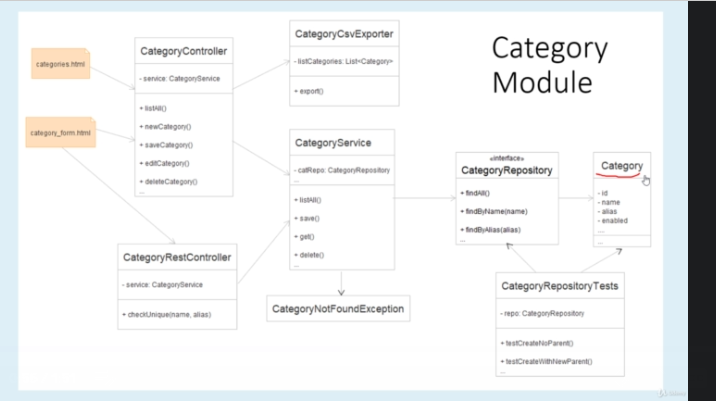 Category
Module
categories.html
category_form.html
CategoryController
- service: CategoryService
+ listAll()
+ newCategory()
+ saveCategory()
+ editCategory()
+ deleteCategory()
...
CategoryCsvExporter
- listCategories: List<Category>
+ export()
CategoryService
- catRepo: CategoryRepository
...
+ listAll()
+ save()
+ get()
+ delete()
...
«interface»
CategoryRepository
+ findAll()
+ findByName(name)
+ findByAlias(alias)
...
Category
- id
- name
- alias
- enabled
...
...
CategoryRestController
- service: CategoryService
+ checkUnique(name, alias)
CategoryNotFoundException
CategoryRepositoryTests
- repo: CategoryRepository
+ testCreateNoParent()
+ testCreateWithNewParent()
...